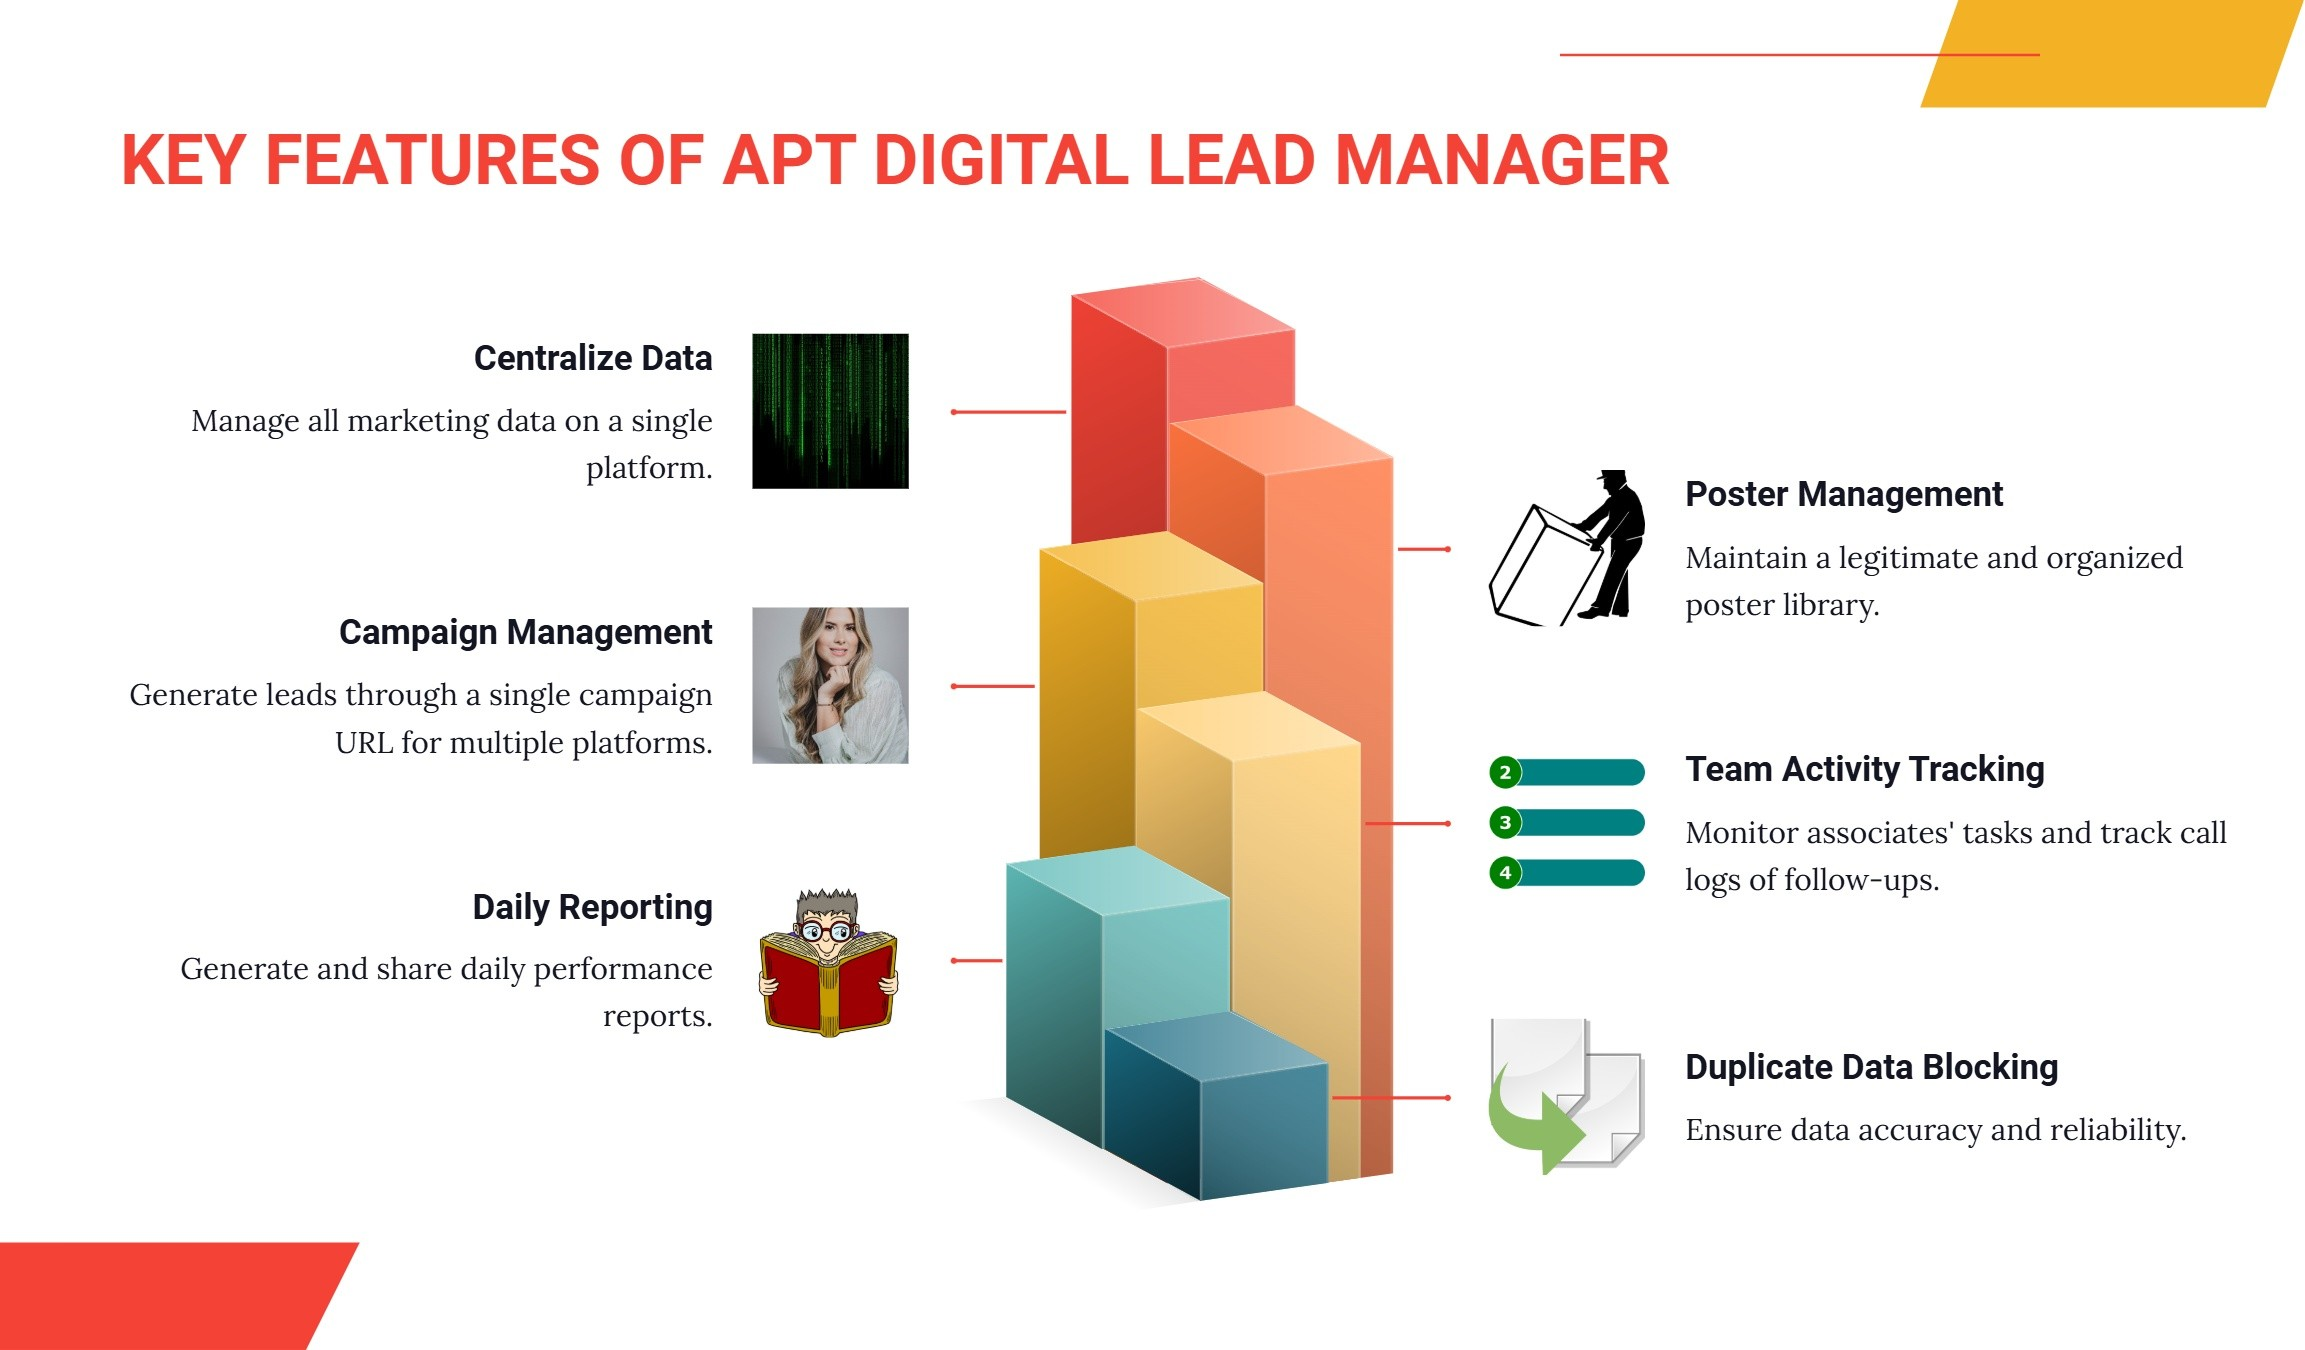 KEY FEATURES OF APT DIGITAL LEAD MANAGER
Centralize Data
Manage all marketing data on a single
platform.
Campaign Management
Generate leads through a single campaign
URL for multiple platforms.
Daily Reporting
Generate and share daily performance
reports.
Poster Management
Maintain a legitimate and organized
poster library.
2
3
4
Team Activity Tracking
Monitor associates' tasks and track call
logs of follow-ups.
Duplicate Data Blocking
Ensure data accuracy and reliability.